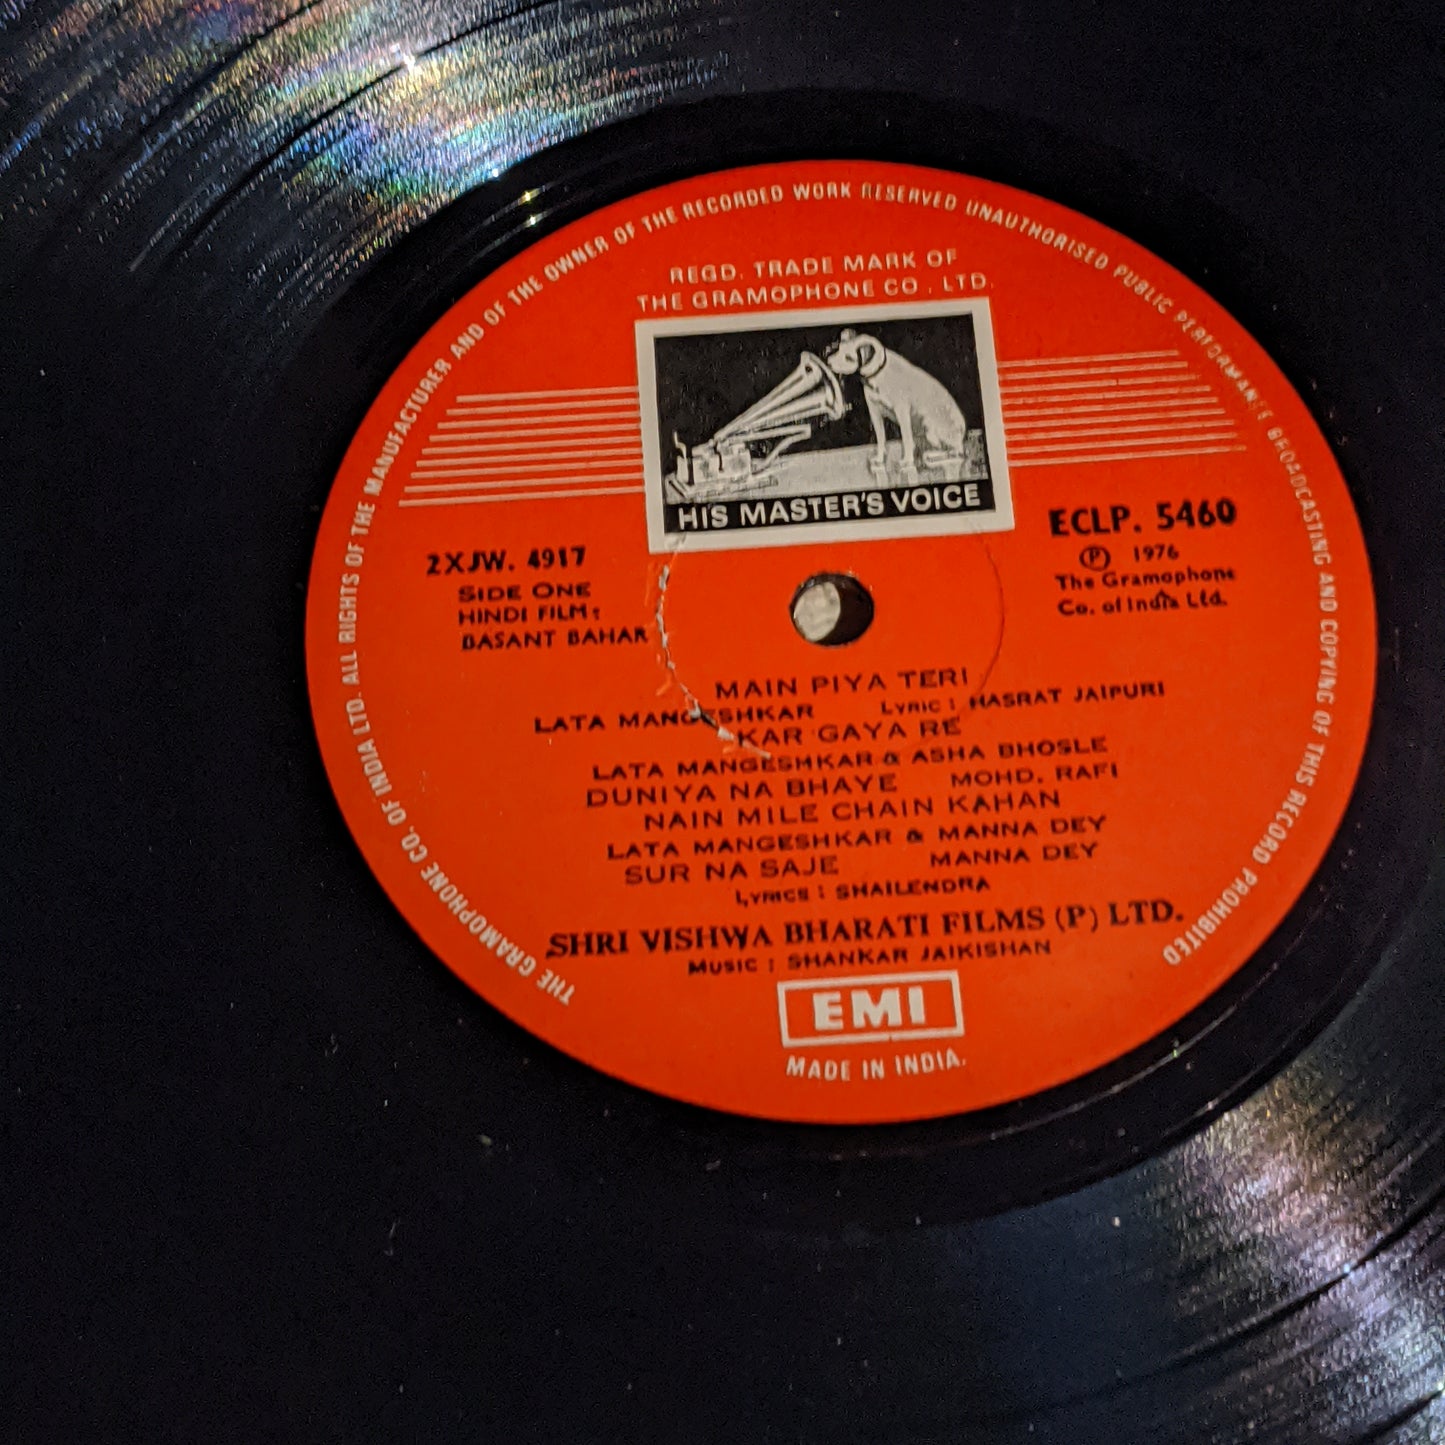 THE GRAMOPHONE CO. OF INDIA LTD. ALL RIGHTS OF THE MANUFACTURER AND OF THE OWNER OF THE RECORDED WORK RESERVED UNAUTHORISED PUBLIC PERFORMANCE BROADCASTING AND COPYING OF THIS RECORD PROHIBITED
REGD. TRADE MARK OF
THE GRAMOPHONE CO. LTD.
HIS MASTER'S VOICE
2XJW. 4917
SIDE ONE
HINDI FILM:
BASANT BAHAR
ECLP. 5460
Ⓟ 1976
The Gramophone
Co. of India Ltd.
MAIN PIYA TERI
LATA MANGESHKAR Lyric : HASRAT JAIPURI
KAR GAYA RE
LATA MANGESHKAR & ASHA BHOSLE
DUNIYA NA BHAYE MOHD. RAFI
NAIN MILE CHAIN KAHAN
LATA MANGESHKAR & MANNA DEY
SUR NA SAJE MANNA DEY
Lyrics : SHAILENDRA
SHRI VISHWA BHARATI FILMS (P) LTD.
Music : SHANKAR JAIKISHAN
EMI
MADE IN INDIA.